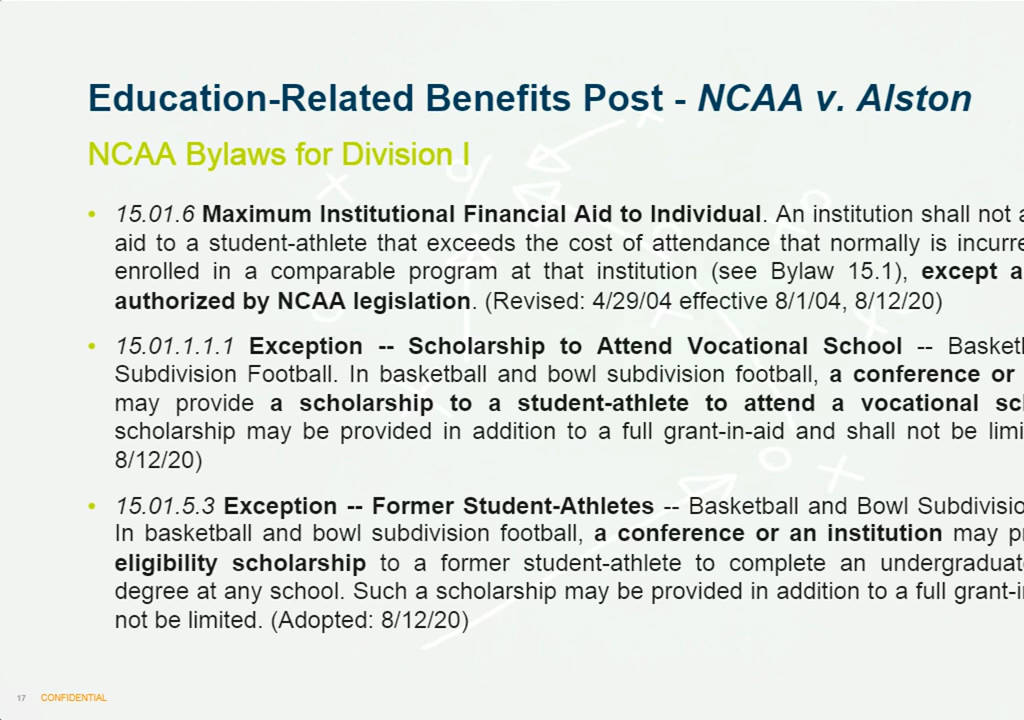 Education-Related Benefits Post - NCAA v. Alston
NCAA Bylaws for Division I
• 15.01.6 Maximum Institutional Financial Aid to Individual. An institution shall not
aid to a student-athlete that exceeds the cost of attendance that normally is
enrolled in a comparable program at that institution (see Bylaw 15.1), except
authorized by NCAA legislation. (Revised: 4/29/04 effective 8/1/04, 8/12/20)
• 15.01.1.1.1 Exception -- Scholarship to Attend Vocational School --
Subdivision Football. In basketball and bowl subdivision football, a conference or
may provide a scholarship to a student-athlete to attend a vocational
scholarship may be provided in addition to a full grant-in-aid and shall not be
8/12/20)
• 15.01.5.3 Exception -- Former Student-Athletes -- Basketball and Bowl
In basketball and bowl subdivision football, a conference or an institution may
eligibility scholarship to a former student-athlete to complete an
degree at any school. Such a scholarship may be provided in addition to a full
not be limited. (Adopted: 8/12/20)
17 CONFIDENTIAL